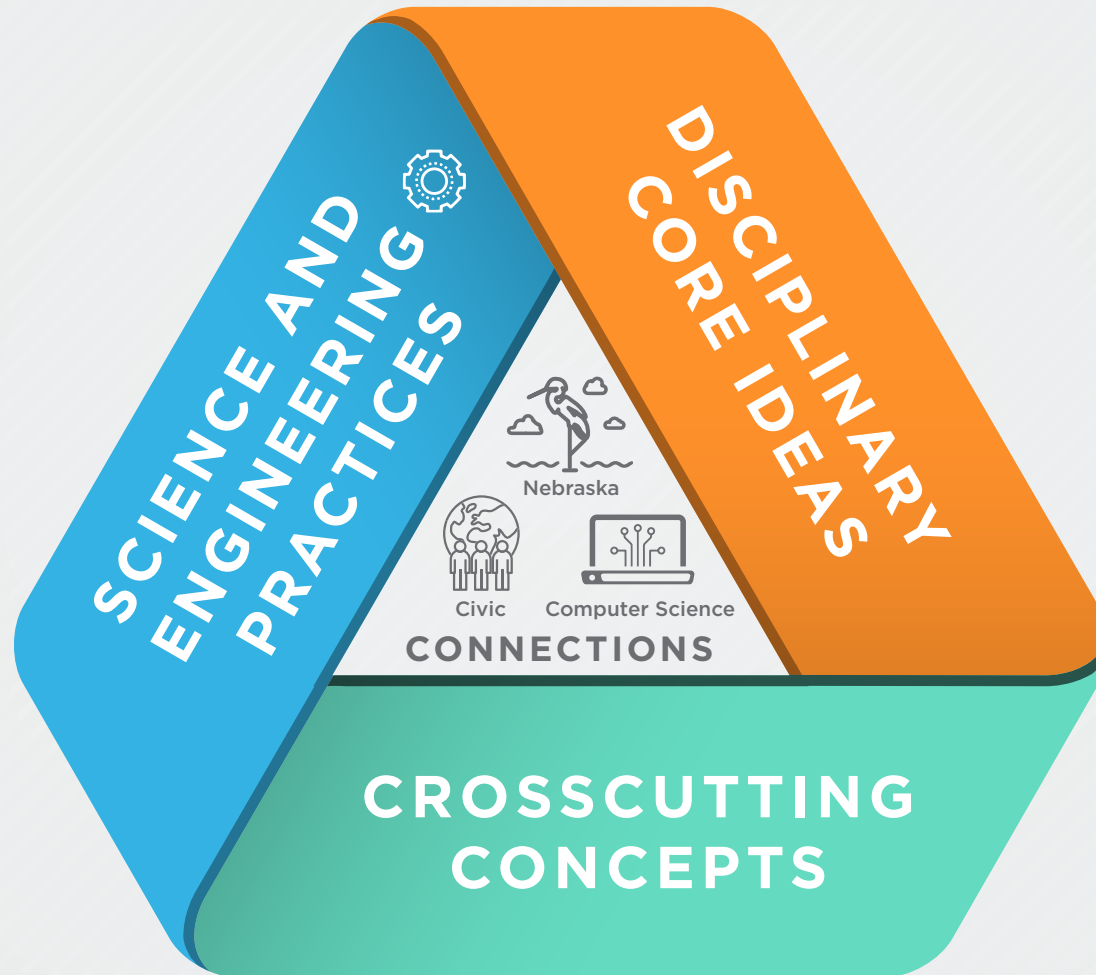 SCIENCE AND
ENGINEERING
PRACTICES
DISCIPLINARY
CORE IDEAS
Nebraska
Civic
Computer Science
CONNECTIONS
CROSSCUTTING
CONCEPTS